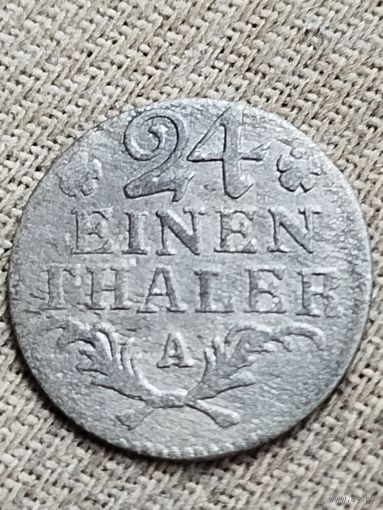 24
EINEN
THALER
A